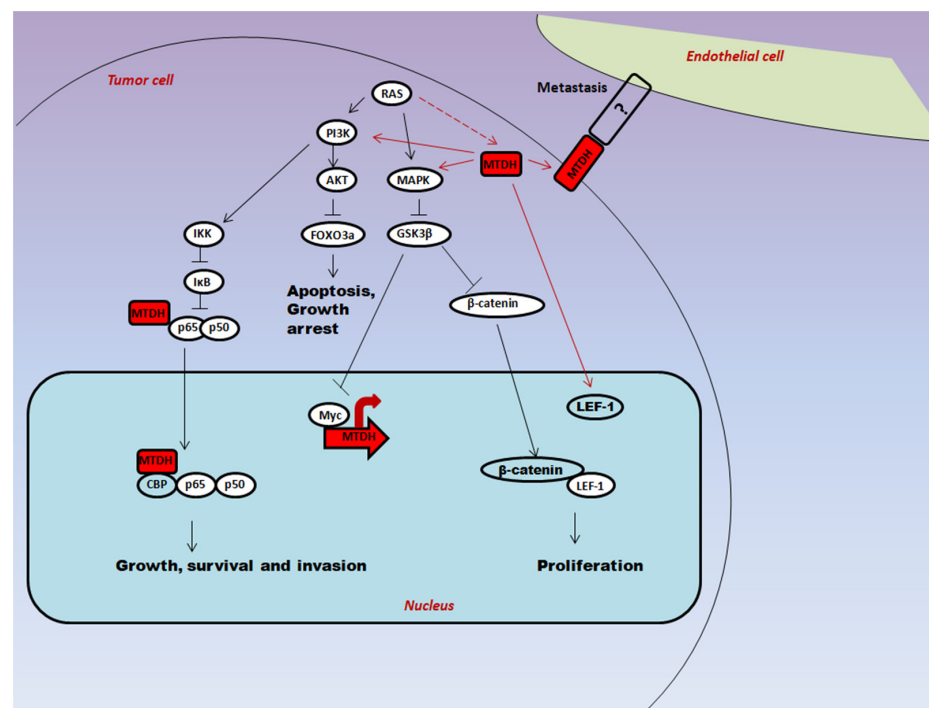 Endothelial cell
Tumor cell
Metastasis
?
RAS
PI3K
MTDH
MTDH
AKT
MAPK
IKK
FOXO3a
GSK3β
IκB
Apoptosis,
Growth
arrest
β-catenin
MTDH
p65
p50
LEF-1
Myc
MTDH
MTDH
β-catenin
CBP
p65
p50
LEF-1
Growth, survival and invasion
Proliferation
Nucleus